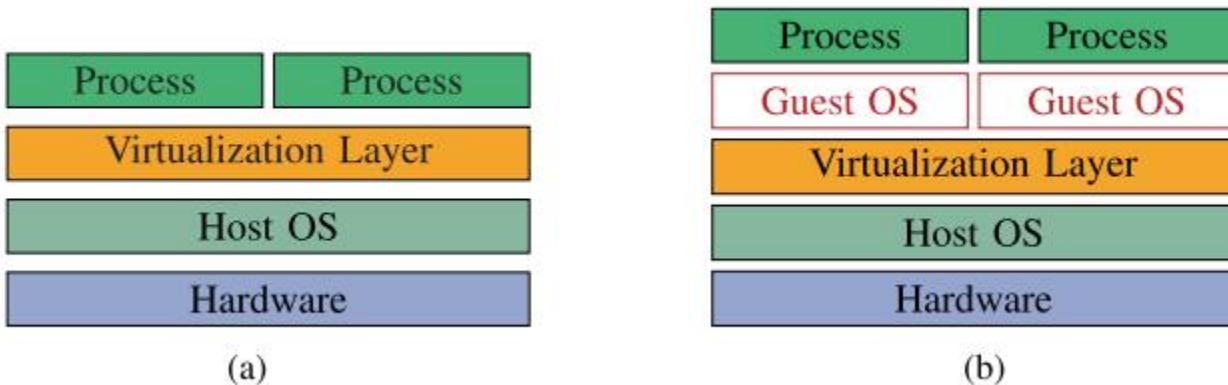 Process Process
Virtualization Layer
Host OS
Hardware
(a)
Process Process
Guest OS Guest OS
Virtualization Layer
Host OS
Hardware
(b)